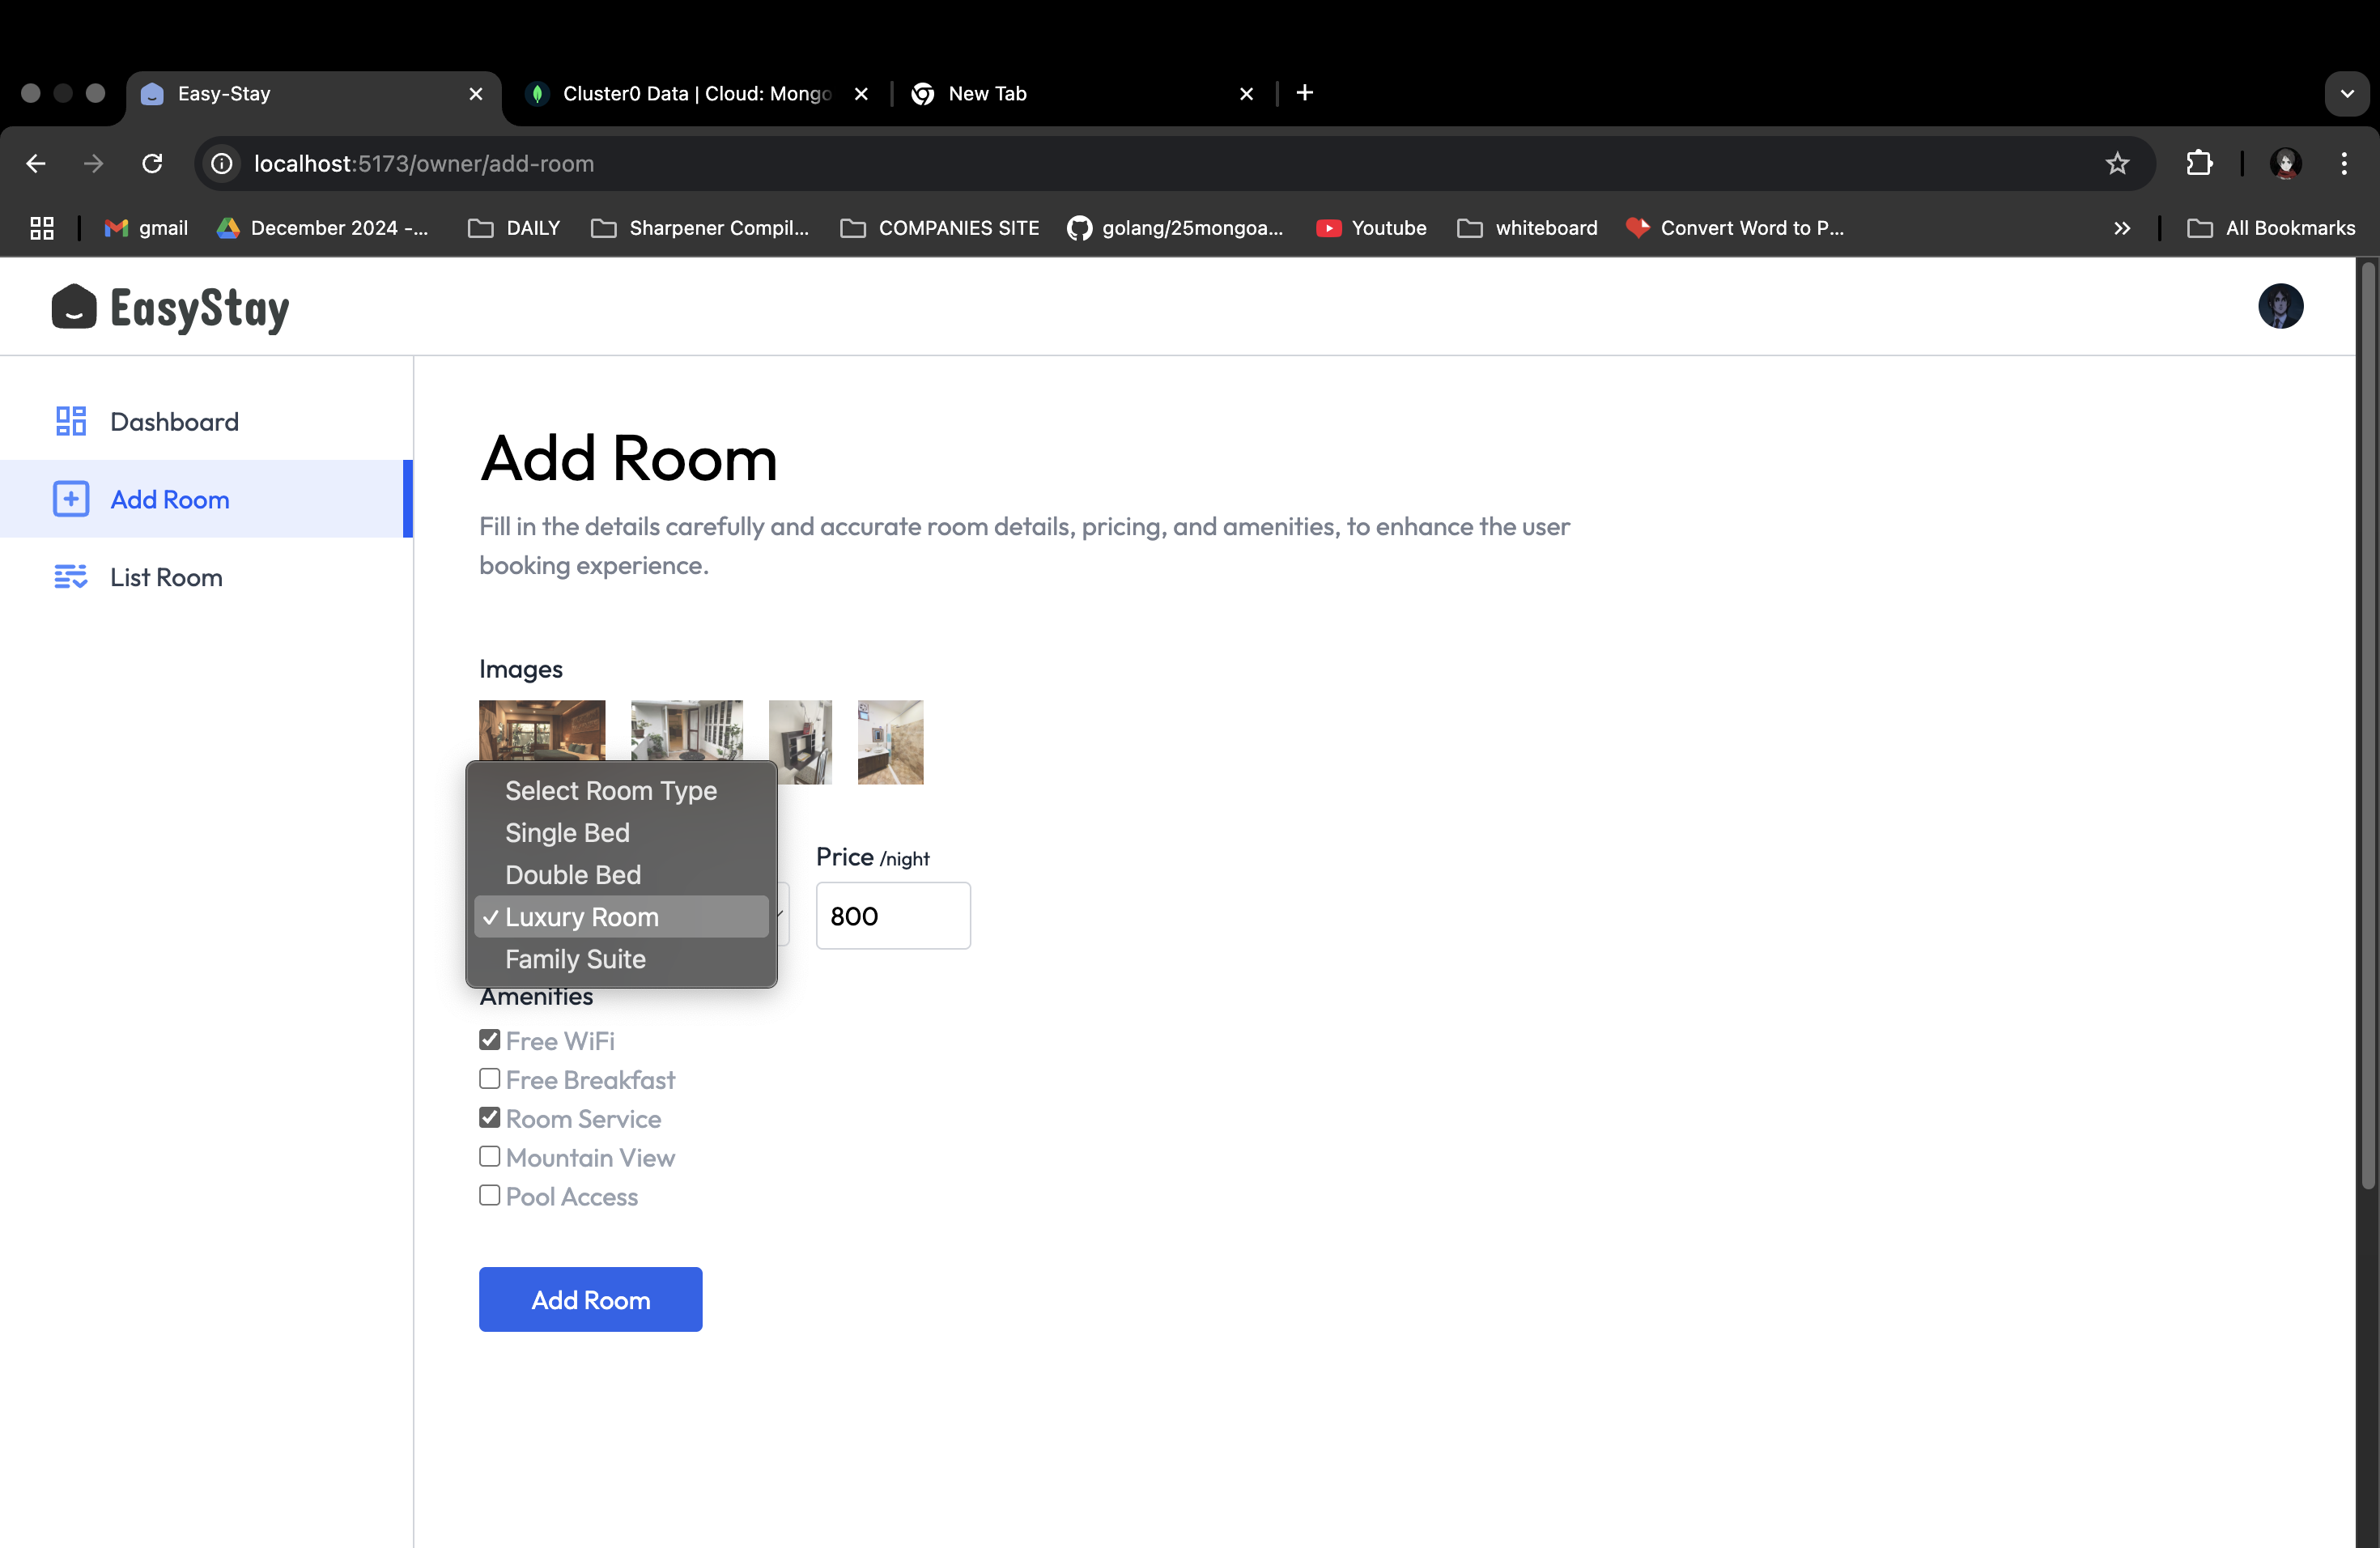 Easy-Stay
Cluster0 Data | Cloud: Mongo
New Tab
localhost:5173/owner/add-room
gmail
December 2024 -...
DAILY
Sharpener Compil...
COMPANIES SITE
golang/25mongoa...
Youtube
whiteboard
Convert Word to P...
All Bookmarks
EasyStay
Dashboard
Add Room
List Room
Add Room
Fill in the details carefully and accurate room details, pricing, and amenities, to enhance the user
booking experience.
Images
Select Room Type
Single Bed
Double Bed
Luxury Room
Family Suite
Price /night
800
Amenities
Free WiFi
Free Breakfast
Room Service
Mountain View
Pool Access
Add Room